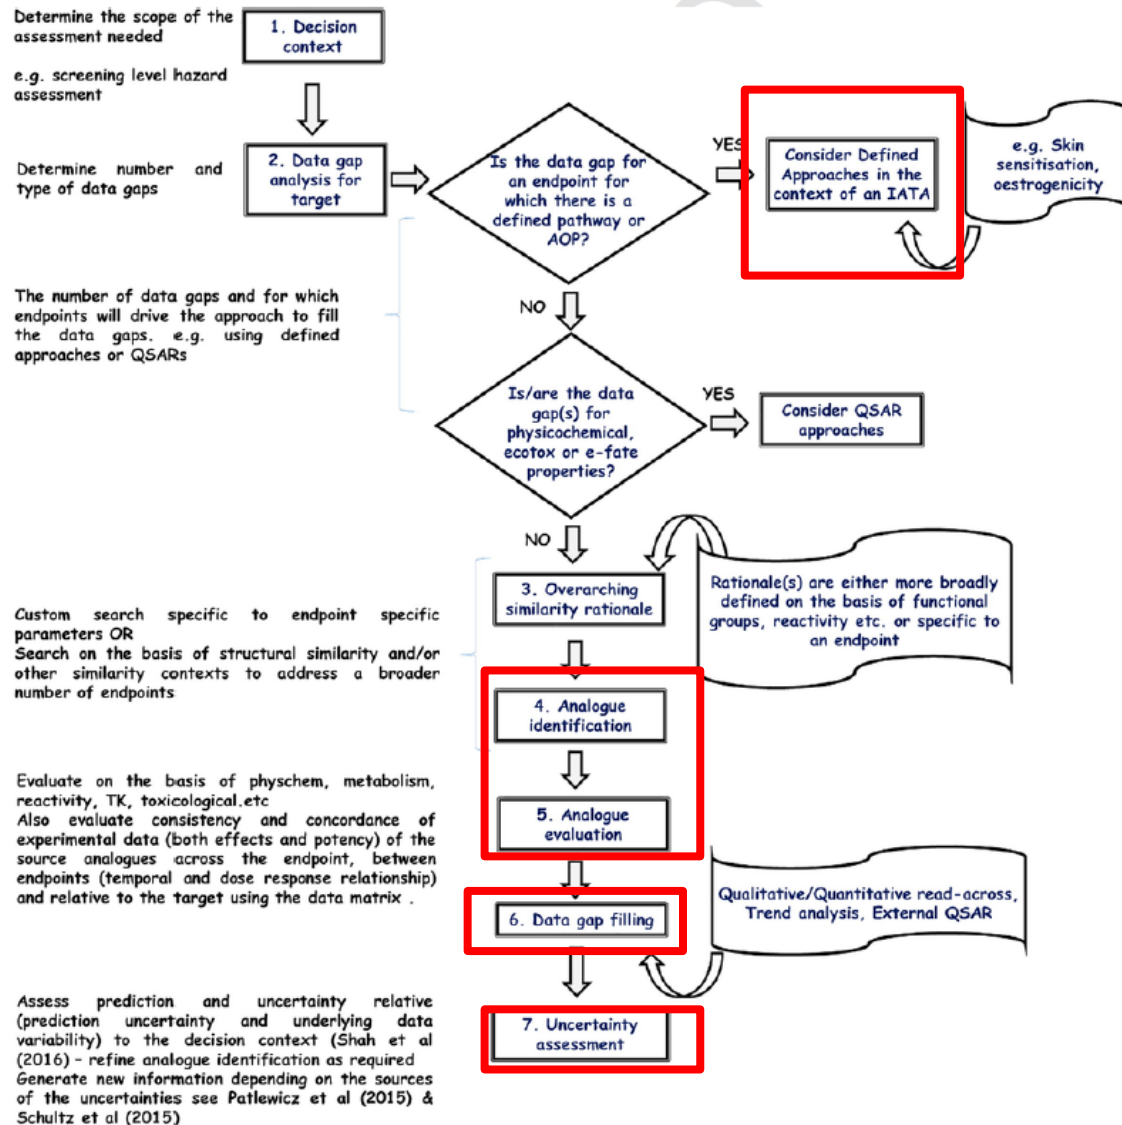 Determine the scope of the
assessment needed
e.g. screening level hazard
assessment
1. Decision
context
Determine number and
type of data gaps
2. Data gap
analysis for
target
Is the data gap for
an endpoint for
which there is a
defined pathway or
AOP?
YES
Consider Defined
Approaches in the
context of an IATA
e.g. Skin
sensitisation,
oestrogenicity
The number of data gaps and for which
endpoints will drive the approach to fill
the data gaps. e.g. using defined
approaches or QSARs
NO
Is/are the data
gap(s) for
physicochemical,
ecotox or e-fate
properties?
YES
Consider QSAR
approaches
NO
3. Overarching
similarity rationale
Rationale(s) are either more broadly
defined on the basis of functional
groups, reactivity etc. or specific to
an endpoint
Custom search specific to endpoint specific
parameters OR
Search on the basis of structural similarity and/or
other similarity contexts to address a broader
number of endpoints
4. Analogue
identification
Evaluate on the basis of physchem, metabolism,
reactivity, TK, toxicological.etc
Also evaluate consistency and concordance of
experimental data (both effects and potency) of the
source analogues across the endpoint, between
endpoints (temporal and dose response relationship)
and relative to the target using the data matrix .
5. Analogue
evaluation
6. Data gap filling
Qualitative/Quantitative read-across,
Trend analysis, External QSAR
Assess prediction and uncertainty relative
(prediction uncertainty and underlying data
variability) to the decision context (Shah et al
(2016) - refine analogue identification as required
Generate new information depending on the sources
of the uncertainties see Patlewicz et al (2015) &
Schultz et al (2015)
7. Uncertainty
assessment